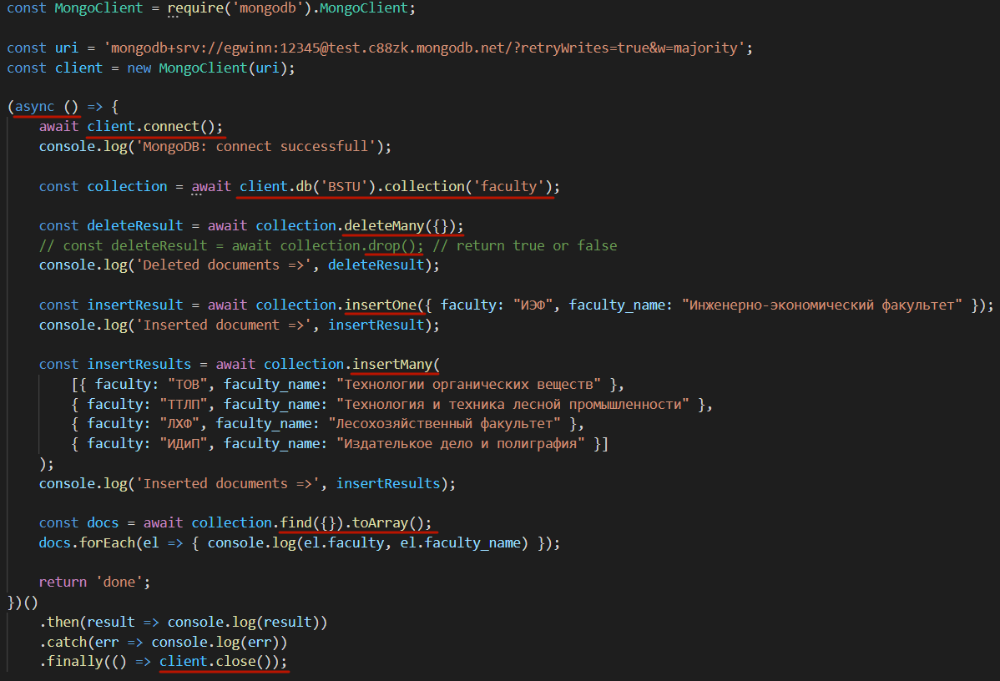 const MongoClient = require('mongodb').MongoClient;
const uri = 'mongodb+srv://egwinn:12345@test.c88zk.mongodb.net/?retryWrites=true&w=majority';
const client = new MongoClient(uri);
(async () => {
    await client.connect();
    console.log('MongoDB: connect successfull');
    const collection = await client.db('BSTU').collection('faculty');
    const deleteResult = await collection.deleteMany({});
    // const deleteResult = await collection.drop(); // return true or false
    console.log('Deleted documents =>', deleteResult);
    const insertResult = await collection.insertOne({ faculty: "ИЭФ", faculty_name: "Инженерно-экономический факультет" });
    console.log('Inserted document =>', insertResult);
    const insertResults = await collection.insertMany(
        [{ faculty: "ТОВ", faculty_name: "Технологии органических веществ" },
        { faculty: "ТТЛП", faculty_name: "Технология и техника лесной промышленности" },
        { faculty: "ЛХФ", faculty_name: "Лесохозяйственный факультет" },
        { faculty: "ИДиП", faculty_name: "Издателькое дело и полиграфия" }]
    );
    console.log('Inserted documents =>', insertResults);
    const docs = await collection.find({}).toArray();
    docs.forEach(el => { console.log(el.faculty, el.faculty_name) });
    return 'done';
})()
    .then(result => console.log(result))
    .catch(err => console.log(err))
    .finally(() => client.close());